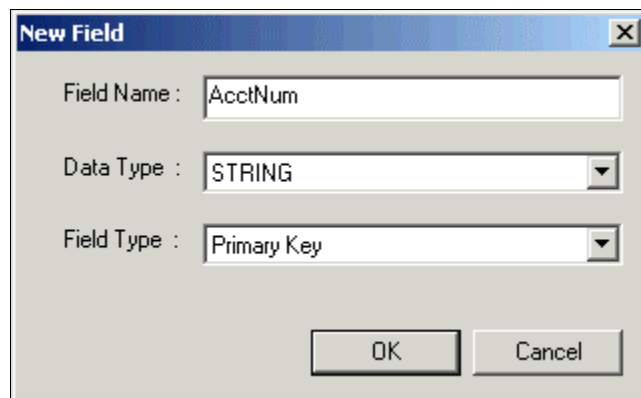 New Field
Field Name : AcctNum
Data Type : STRING
Field Type : Primary Key
OK Cancel